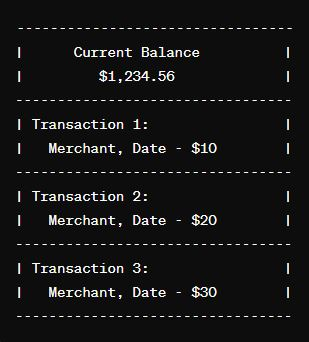 ----------------------------------
|      Current Balance          |
|         $1,234.56             |
----------------------------------
| Transaction 1:                |
|   Merchant, Date - $10        |
----------------------------------
| Transaction 2:                |
|   Merchant, Date - $20        |
----------------------------------
| Transaction 3:                |
|   Merchant, Date - $30        |
----------------------------------